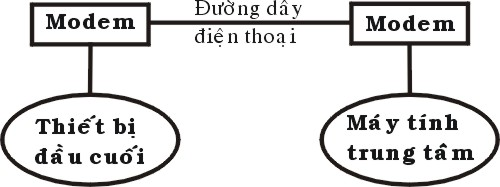 Modem
Đường dây
điện thoại
Modem
Thiết bị
đầu cuối
Máy tính
trung tâm